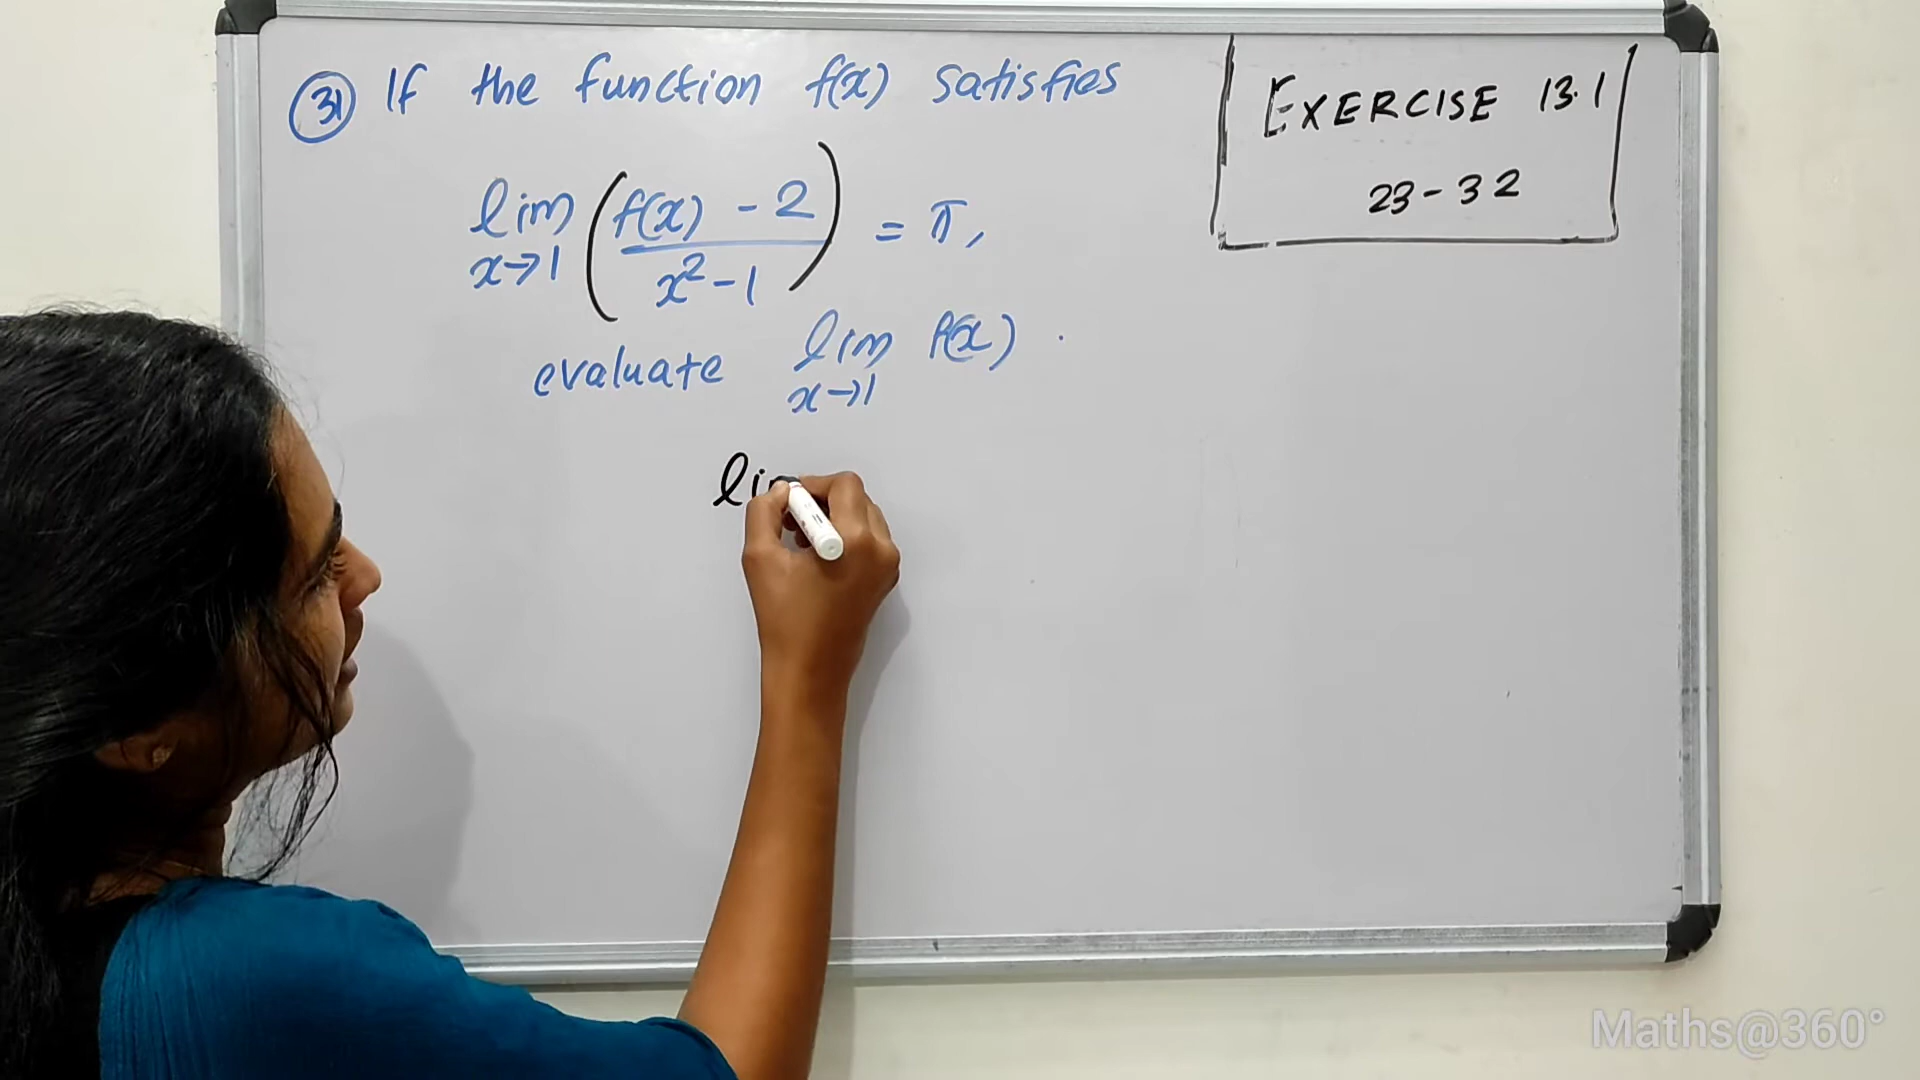 31 If the function f(x) satisfies
lim x→1 (f(x) - 2 / x² - 1) = π,
evaluate lim x→1 f(x) .
li
EXERCISE 13.1
23 - 32
Maths@360°